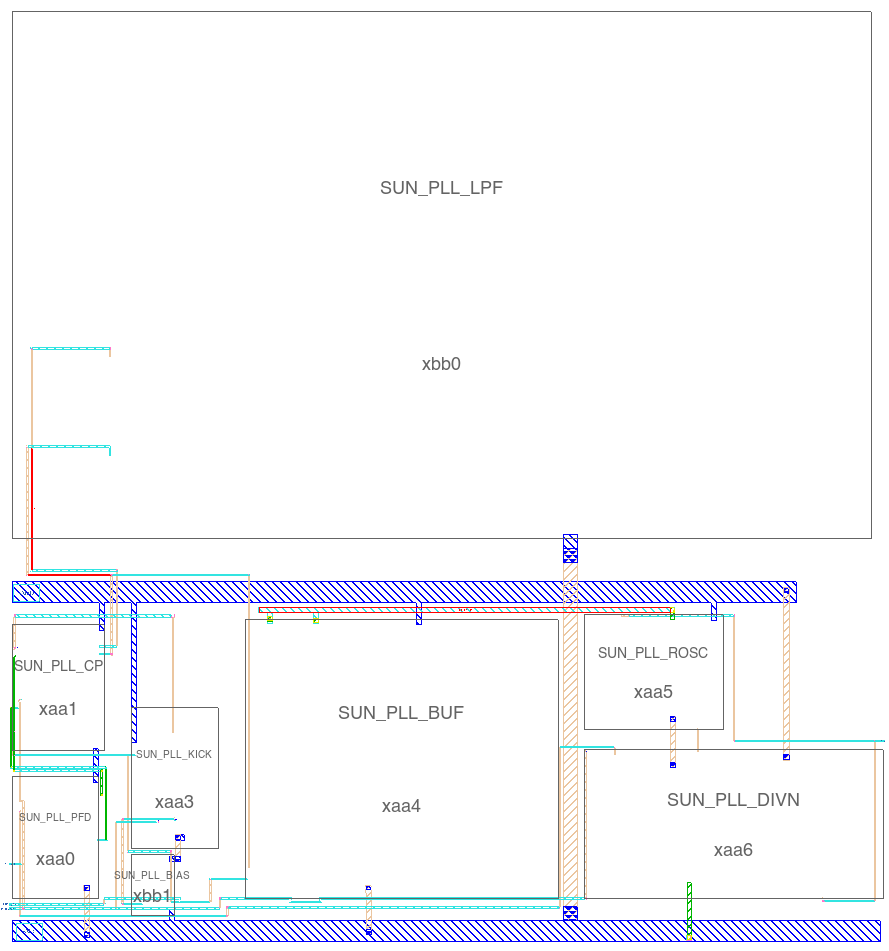 SUN_PLL_LPF
xbb0
SUN_PLL_CP
xaa1
SUN_PLL_ROSC
xaa5
SUN_PLL_BUF
xaa4
SUN_PLL_KICK
xaa3
SUN_PLL_DIVN
xaa6
SUN_PLL_PFD
xaa0
SUN_PLL_BIAS
xbb1